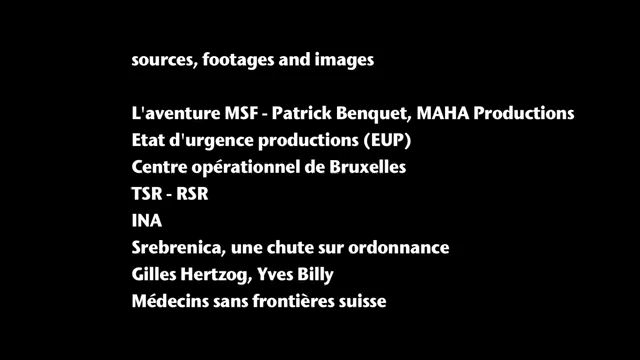 sources, footages and images
L'aventure MSF - Patrick Benquet, MAHA Productions
Etat d'urgence productions (EUP)
Centre opérationnel de Bruxelles
TSR - RSR
INA
Srebrenica, une chute sur ordonnance
Gilles Hertzog, Yves Billy
Médecins sans frontières suisse